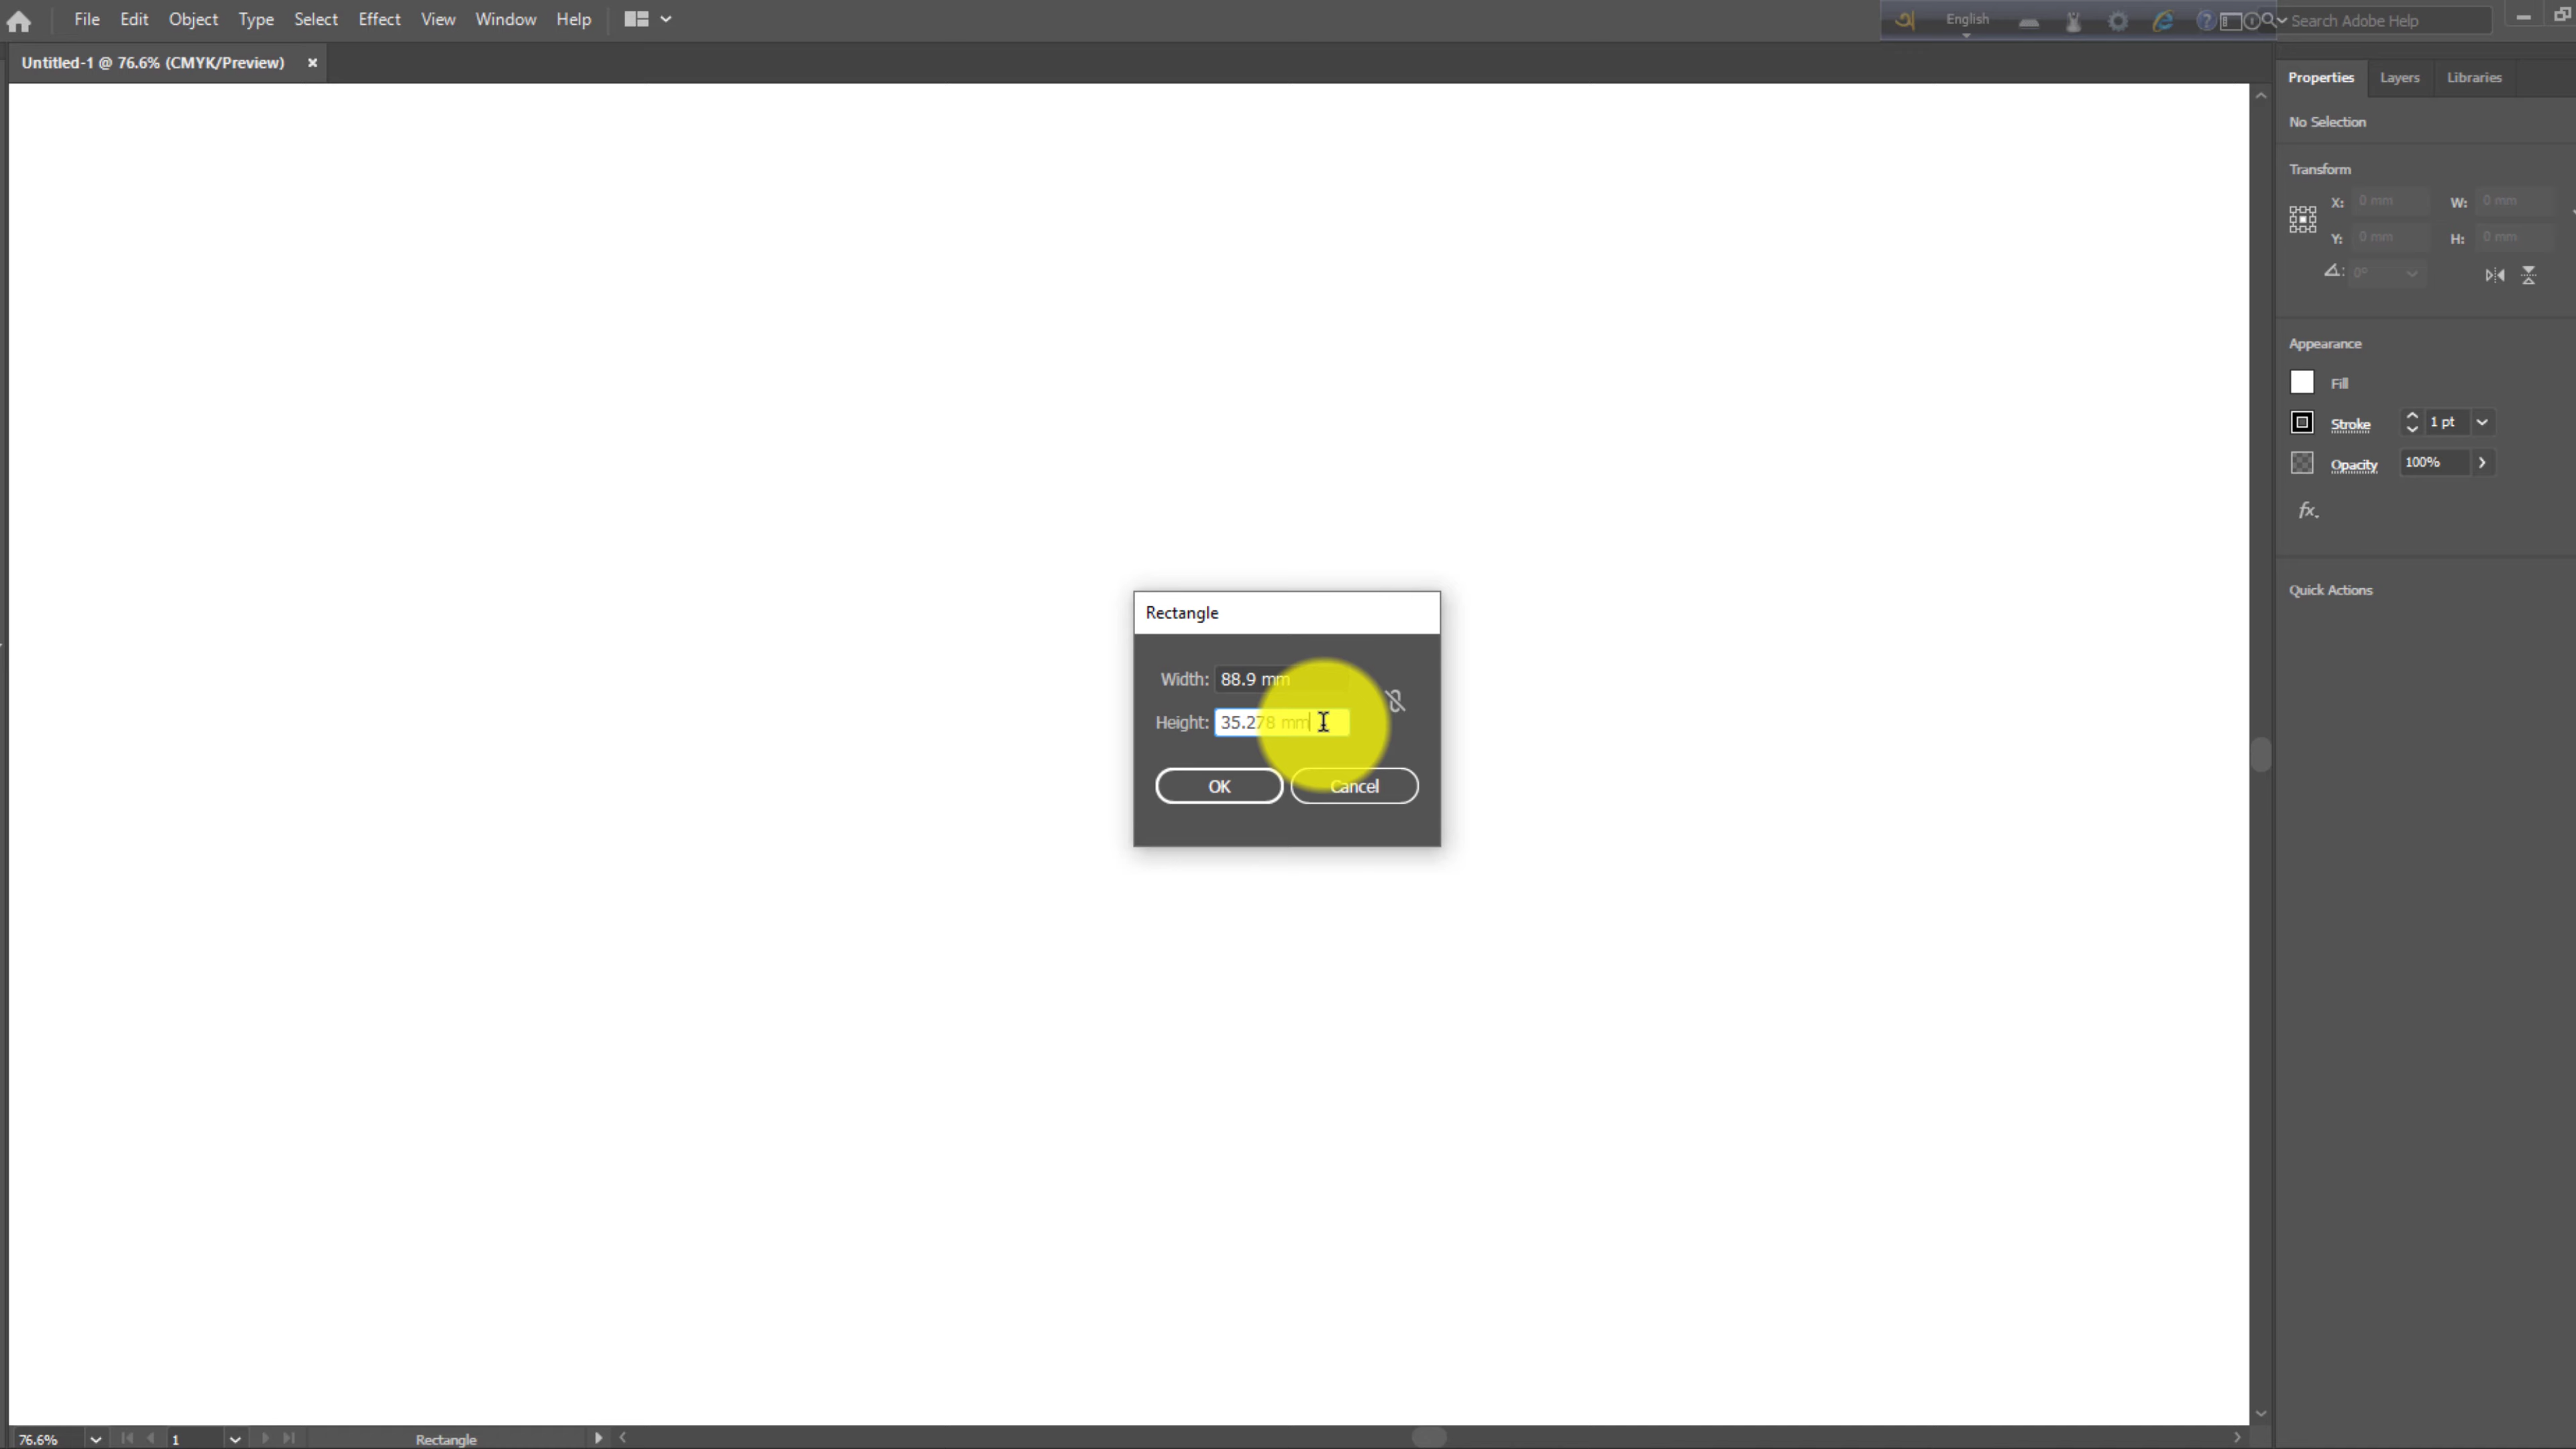 File Edit Object Type Select Effect View Window Help
English
Search Adobe Help
Untitled-1 @ 76.6% (CMYK/Preview) ×
Properties Layers Libraries
No Selection
Transform
X: 0 mm W: 0 mm
Y: 0 mm H: 0 mm
0°
Appearance
Fill
Stroke 1 pt
Opacity 100%
fx.
Quick Actions
Rectangle
Width: 88.9 mm
Height: 35.278 mm
OK Cancel
76.6% 1 Rectangle